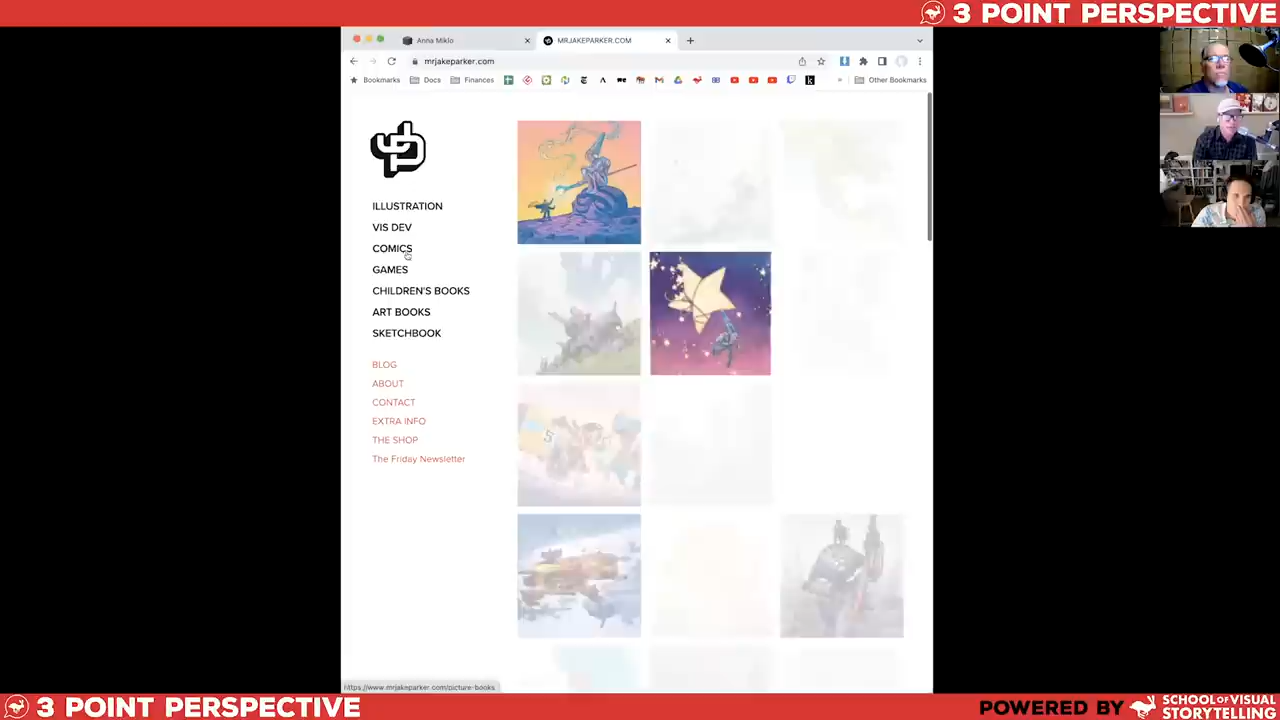 3 POINT PERSPECTIVE
Anna Miklo
MRJAKEPARKER.COM
mrjakeparker.com
Bookmarks
Docs
Finances
Other Bookmarks
ILLUSTRATION
VIS DEV
COMICS
GAMES
CHILDREN'S BOOKS
ART BOOKS
SKETCHBOOK
BLOG
ABOUT
CONTACT
EXTRA INFO
THE SHOP
The Friday Newsletter
https://www.mrjakeparker.com/picture-books
3 POINT PERSPECTIVE
POWERED BY
SCHOOL OF VISUAL
STORYTELLING